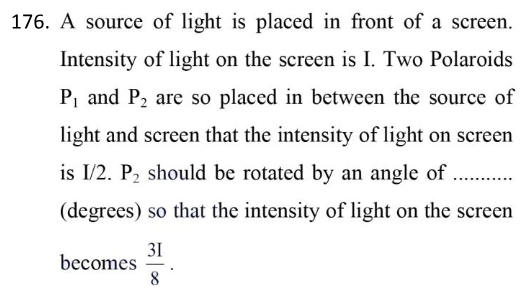 176. A source of light is placed in front of a screen.
Intensity of light on the screen is I. Two Polaroids
P₁ and P₂ are so placed in between the source of
light and screen that the intensity of light on screen
is I/2. P₂ should be rotated by an angle of ...........
(degrees) so that the intensity of light on the screen
becomes 3I/8.